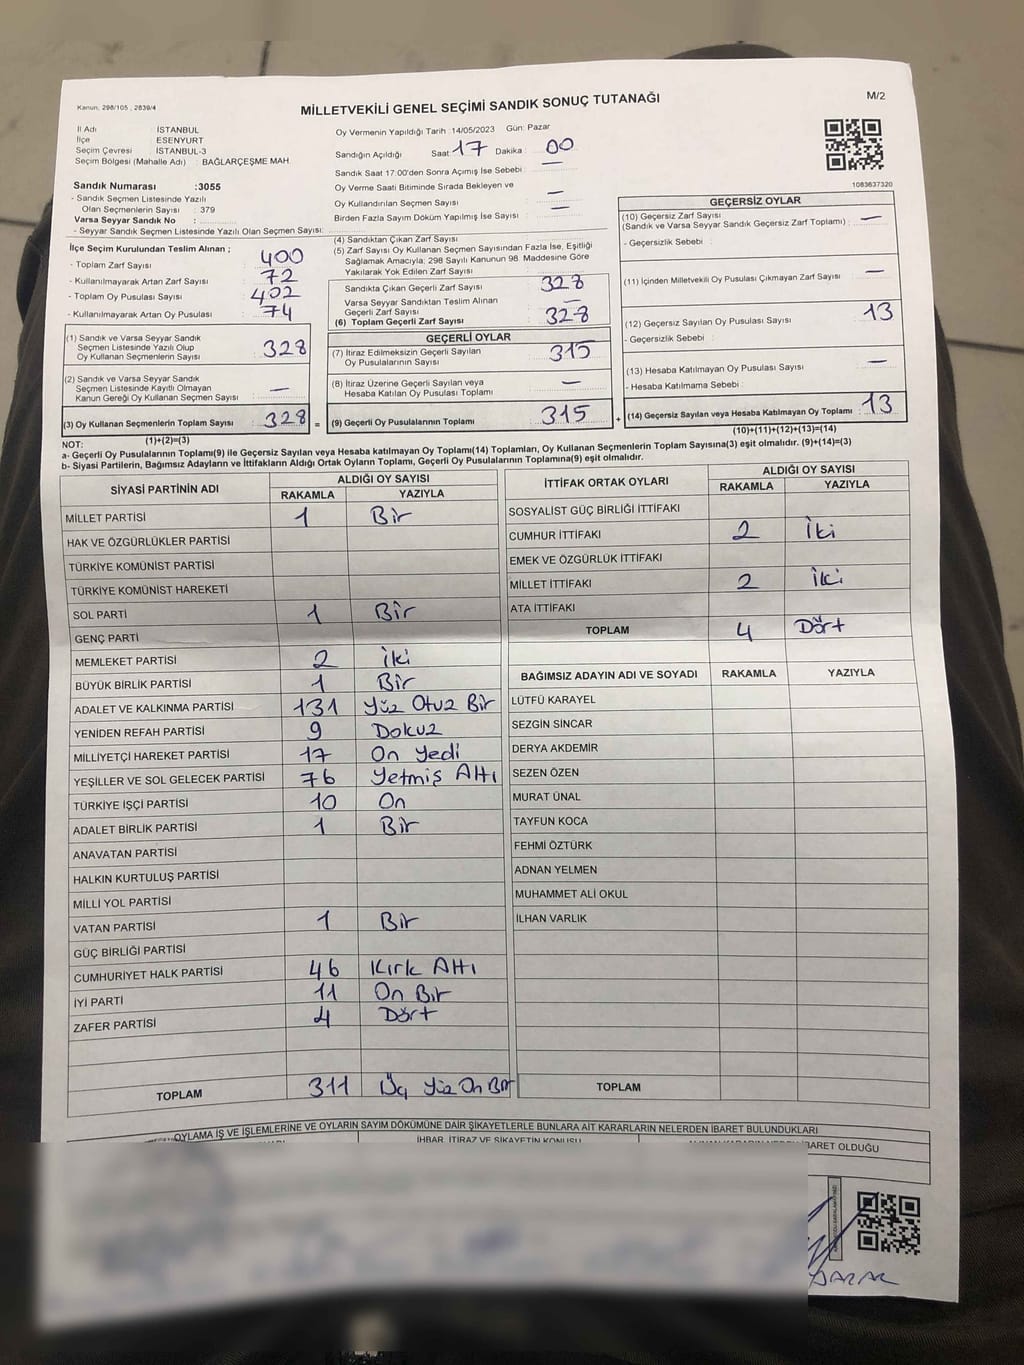 Kanun, 298/105 , 2839/4
MİLLETVEKİLİ GENEL SEÇİMİ SANDIK SONUÇ TUTANAĞI
M/2
İl Adı : İSTANBUL
İlçe : ESENYURT
Seçim Çevresi : İSTANBUL-3
Seçim Bölgesi (Mahalle Adı) : BAĞLARÇEŞME MAH.
Sandık Numarası :3055
- Sandık Seçmen Listesinde Yazılı
Olan Seçmenlerin Sayısı : 379
Varsa Seyyar Sandık No :
- Seyyar Sandık Seçmen Listesinde Yazılı Olan Seçmen Sayısı:
Oy Vermenin Yapıldığı Tarih :14/05/2023 Gün: Pazar
Sandığın Açıldığı Saat: 17 Dakika : 00
Sandık Saat 17:00'den Sonra Açımış İse Sebebi : —
Oy Verme Saati Bitiminde Sırada Bekleyen ve
Oy Kullandırılan Seçmen Sayısı : —
Birden Fazla Sayım Döküm Yapılmış İse Sayısı : —
1083637320
İlçe Seçim Kurulundan Teslim Alınan ;
- Toplam Zarf Sayısı : 400
- Kullanılmayarak Artan Zarf Sayısı : 72
- Toplam Oy Pusulası Sayısı : 402
- Kullanılmayarak Artan Oy Pusulası : 74
(4) Sandıktan Çıkan Zarf Sayısı :
(5) Zarf Sayısı Oy Kullanan Seçmen Sayısından Fazla İse, Eşitliği
Sağlamak Amacıyla; 298 Sayılı Kanunun 98. Maddesine Göre
Yakılarak Yok Edilen Zarf Sayısı :
Sandıkta Çıkan Geçerli Zarf Sayısı : 328
Varsa Seyyar Sandıktan Teslim Alınan
Geçerli Zarf Sayısı : —
(6) Toplam Geçerli Zarf Sayısı : 328
GEÇERSİZ OYLAR
(10) Geçersiz Zarf Sayısı
(Sandık ve Varsa Seyyar Sandık Geçersiz Zarf Toplamı) : —
- Geçersizlik Sebebi :
(11) İçinden Milletvekili Oy Pusulası Çıkmayan Zarf Sayısı : —
(12) Geçersiz Sayılan Oy Pusulası Sayısı : 13
- Geçersizlik Sebebi :
(13) Hesaba Katılmayan Oy Pusulası Sayısı : —
- Hesaba Katılmama Sebebi :
(14) Geçersiz Sayılan veya Hesaba Katılmayan Oy Toplamı : 13
(10)+(11)+(12)+(13)=(14)
(1) Sandık ve Varsa Seyyar Sandık
Seçmen Listesinde Yazılı Olup
Oy Kullanan Seçmenlerin Sayısı : 328
(2) Sandık ve Varsa Seyyar Sandık
Seçmen Listesinde Kayıtlı Olmayan
Kanun Gereği Oy Kullanan Seçmen Sayısı : —
(3) Oy Kullanan Seçmenlerin Toplam Sayısı : 328 =
(1)+(2)=(3)
GEÇERLİ OYLAR
(7) İtiraz Edilmeksizin Geçerli Sayılan
Oy Pusulalarının Sayısı : 315
(8) İtiraz Üzerine Geçerli Sayılan veya
Hesaba Katılan Oy Pusulası Toplamı : —
(9) Geçerli Oy Pusulalarının Toplamı : 315 +
NOT:
a- Geçerli Oy Pusulalarının Toplamı(9) ile Geçersiz Sayılan veya Hesaba katılmayan Oy Toplamı(14) Toplamları, Oy Kullanan Seçmenlerin Toplam Sayısına(3) eşit olmalıdır. (9)+(14)=(3)
b- Siyasi Partilerin, Bağımsız Adayların ve İttifakların Aldığı Ortak Oyların Toplamı, Geçerli Oy Pusulalarının Toplamına(9) eşit olmalıdır.
SİYASİ PARTİNİN ADI ALDIĞI OY SAYISI
RAKAMLA YAZIYLA
MİLLET PARTİSİ 1 Bir
HAK VE ÖZGÜRLÜKLER PARTİSİ
TÜRKİYE KOMÜNİST PARTİSİ
TÜRKİYE KOMÜNİST HAREKETİ
SOL PARTİ 1 Bir
GENÇ PARTİ
MEMLEKET PARTİSİ 2 İki
BÜYÜK BİRLİK PARTİSİ 1 Bir
ADALET VE KALKINMA PARTİSİ 131 Yüz Otuz Bir
YENİDEN REFAH PARTİSİ 9 Dokuz
MİLLİYETÇİ HAREKET PARTİSİ 17 On Yedi
YEŞİLLER VE SOL GELECEK PARTİSİ 76 Yetmiş Altı
TÜRKİYE İŞÇİ PARTİSİ 10 On
ADALET BİRLİK PARTİSİ 1 Bir
ANAVATAN PARTİSİ
HALKIN KURTULUŞ PARTİSİ
MİLLİ YOL PARTİSİ
VATAN PARTİSİ 1 Bir
GÜÇ BİRLİĞİ PARTİSİ
CUMHURİYET HALK PARTİSİ 46 Kırk Altı
İYİ PARTİ 11 On Bir
ZAFER PARTİSİ 4 Dört
TOPLAM 311 Üç Yüz On Bir
İTTİFAK ORTAK OYLARI ALDIĞI OY SAYISI
RAKAMLA YAZIYLA
SOSYALİST GÜÇ BİRLİĞİ İTTİFAKI
CUMHUR İTTİFAKI 2 İki
EMEK VE ÖZGÜRLÜK İTTİFAKI
MİLLET İTTİFAKI 2 İki
ATA İTTİFAKI
TOPLAM 4 Dört
BAĞIMSIZ ADAYIN ADI VE SOYADI RAKAMLA YAZIYLA
LÜTFÜ KARAYEL
SEZGİN SİNCAR
DERYA AKDEMİR
SEZEN ÖZEN
MURAT ÜNAL
TAYFUN KOCA
FEHMİ ÖZTÜRK
ADNAN YELMEN
MUHAMMET ALİ OKUL
İLHAN VARLIK
TOPLAM
OYLAMA İŞ VE İŞLEMLERİNE VE OYLARIN SAYIM DÖKÜMÜNE DAİR ŞİKAYETLERLE BUNLARA AİT KARARLARIN NELERDEN İBARET BULUNDUKLARI
İHBAR, İTİRAZ VE ŞİKAYETİN KONUSU
İBARET OLDUĞU